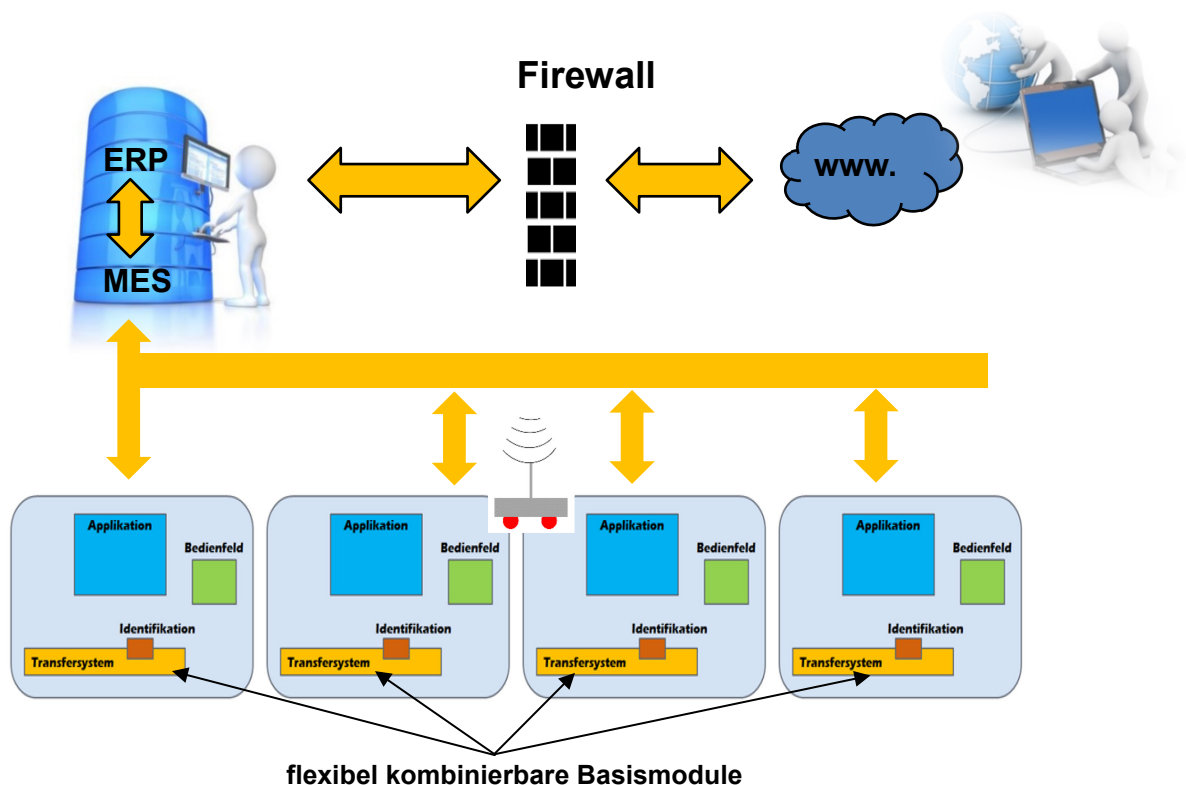 Firewall
ERP
MES
www.
Applikation
Bedienfeld
Identifikation
Transfersystem
Applikation
Bedienfeld
Identifikation
Transfersystem
Applikation
Bedienfeld
Identifikation
Transfersystem
Applikation
Bedienfeld
Identifikation
Transfersystem
flexibel kombinierbare Basismodule